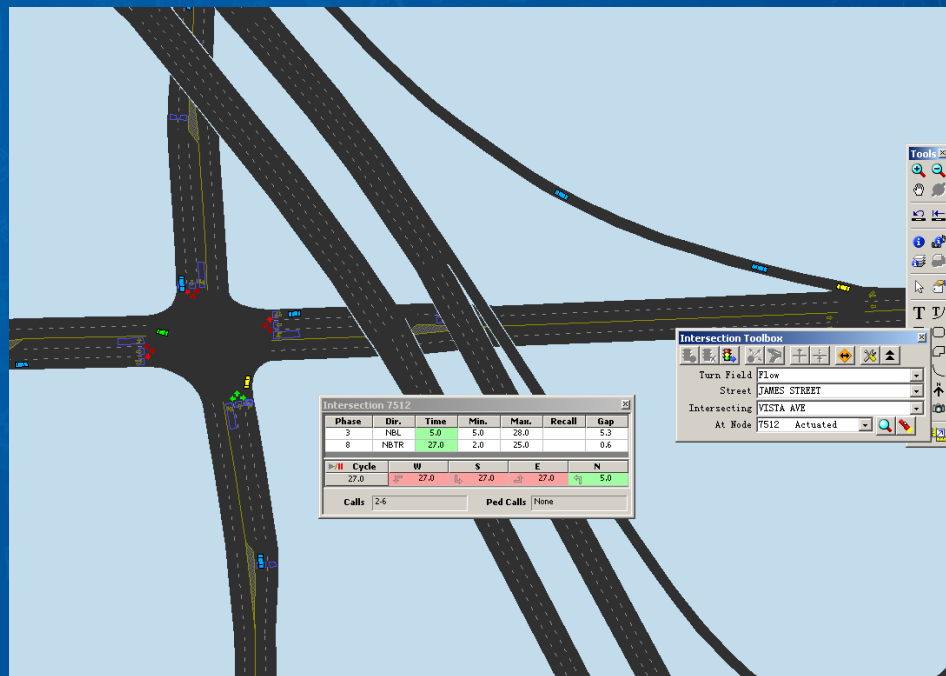 Tools
Intersection Toolbox
Turn Field Flow
Street JAMES STREET
Intersecting VISTA AVE
At Node 7512 Actuated
T
Intersection 7512
Phase Dir. Time Min. Max. Recall Gap
3 NBL 5.0 5.0 28.0 5.3
8 NBTR 27.0 2.0 25.0 0.6
Cycle W S E N
27.0 27.0 27.0 27.0 5.0
Calls 2-6 Ped Calls None